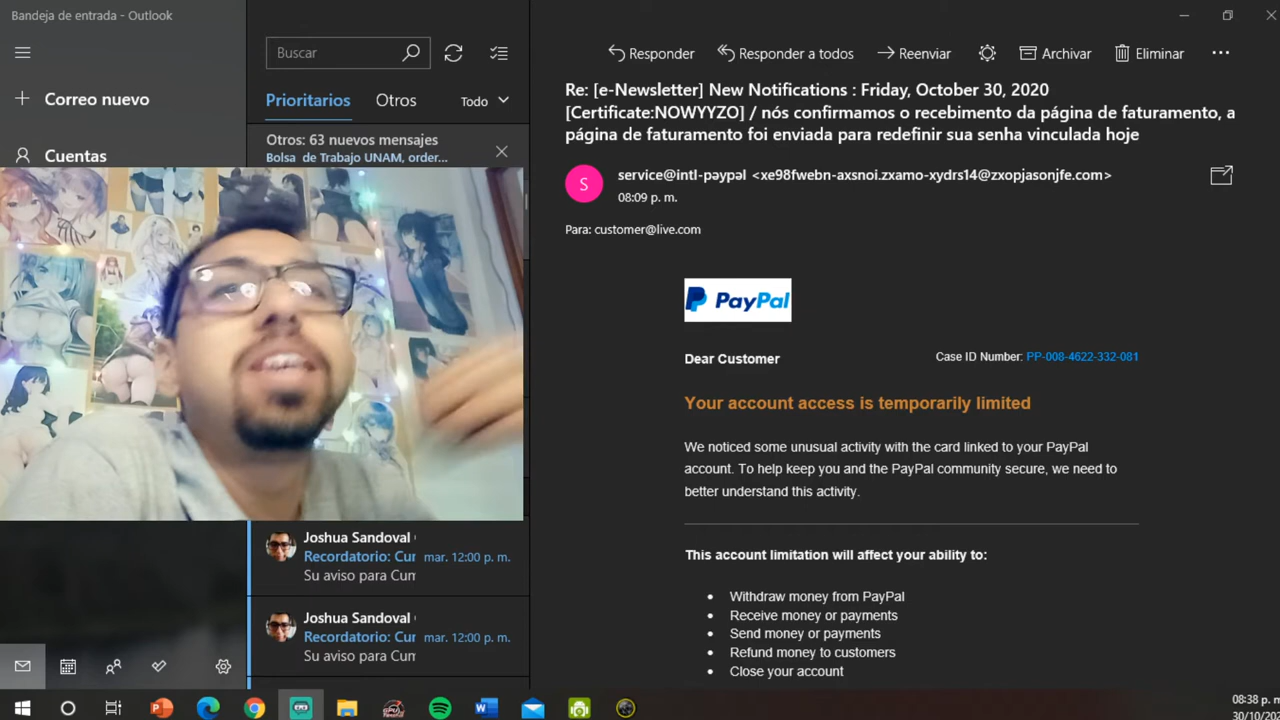 Bandeja de entrada - Outlook
Buscar
Responder
Responder a todos
Reenviar
Archivar
Eliminar
Correo nuevo
Cuentas
Prioritarios
Otros
Todo
Otros: 63 nuevos mensajes
Bolsa de Trabajo UNAM, order...
Re: [e-Newsletter] New Notifications : Friday, October 30, 2020
[Certificate:NOWYYZO] / nós confirmamos o recebimento da página de faturamento, a
página de faturamento foi enviada para redefinir sua senha vinculada hoje
S
service@intl-pəypəl <xe98fwebn-axsnoi.zxamo-xydrs14@zxopjasonjfe.com>
08:09 p. m.
Para: customer@live.com
PayPal
Dear Customer
Case ID Number: PP-008-4622-332-081
Your account access is temporarily limited
We noticed some unusual activity with the card linked to your PayPal
account. To help keep you and the PayPal community secure, we need to
better understand this activity.
This account limitation will affect your ability to:
• Withdraw money from PayPal
• Receive money or payments
• Send money or payments
• Refund money to customers
• Close your account
Joshua Sandoval
Recordatorio: Cur mar. 12:00 p. m.
Su aviso para Cum
Joshua Sandoval
Recordatorio: Cur mar. 12:00 p. m.
Su aviso para Cum
08:38 p. m
30/10/20